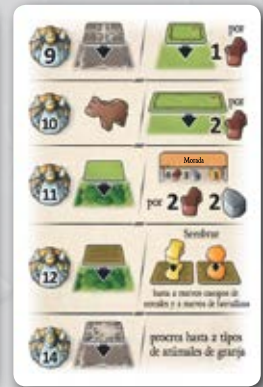 9 por
1
10 por
2
11 Morada
por 2 2
12 Sembrar
hasta 2 nuevos campos de
cereales y 2 nuevos de hortalizas
14 procrea hasta 2 tipos
de animales de granja